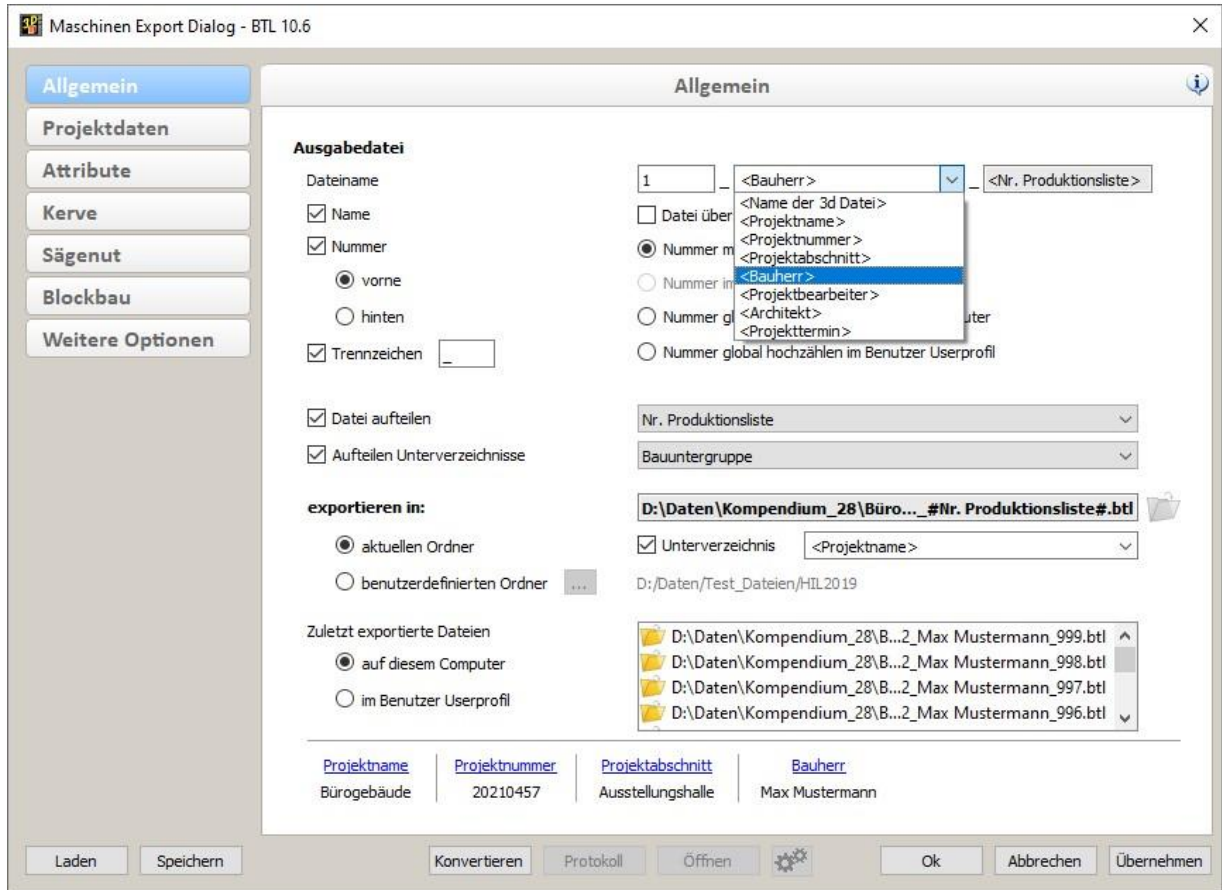 Maschinen Export Dialog - BTL 10.6
Allgemein
Projektdaten
Attribute
Kerve
Sägenut
Blockbau
Weitere Optionen
Allgemein
Ausgabedatei
Dateiname 1 _ <Bauherr> _ <Nr. Produktionsliste>
<Name der 3d Datei>
<Projektname>
<Projektnummer>
<Projektabschnitt>
<Bauherr>
<Projektbearbeiter>
<Architekt>
<Projekttermin>
Name Datei über
Nummer Nummer m
vorne Nummer im
hinten Nummer gl uter
Trennzeichen _ Nummer global hochzählen im Benutzer Userprofil
Datei aufteilen Nr. Produktionsliste
Aufteilen Unterverzeichnisse Bauuntergruppe
exportieren in: D:\Daten\Kompendium_28\Büro..._#Nr. Produktionsliste#.btl
aktuellen Ordner Unterverzeichnis <Projektname>
benutzerdefinierten Ordner ... D:/Daten/Test_Dateien/HIL2019
Zuletzt exportierte Dateien D:\Daten\Kompendium_28\B...2_Max Mustermann_999.btl
auf diesem Computer D:\Daten\Kompendium_28\B...2_Max Mustermann_998.btl
D:\Daten\Kompendium_28\B...2_Max Mustermann_997.btl
im Benutzer Userprofil D:\Daten\Kompendium_28\B...2_Max Mustermann_996.btl
Projektname Projektnummer Projektabschnitt Bauherr
Bürogebäude 20210457 Ausstellungshalle Max Mustermann
Laden Speichern Konvertieren Protokoll Öffnen Ok Abbrechen Übernehmen